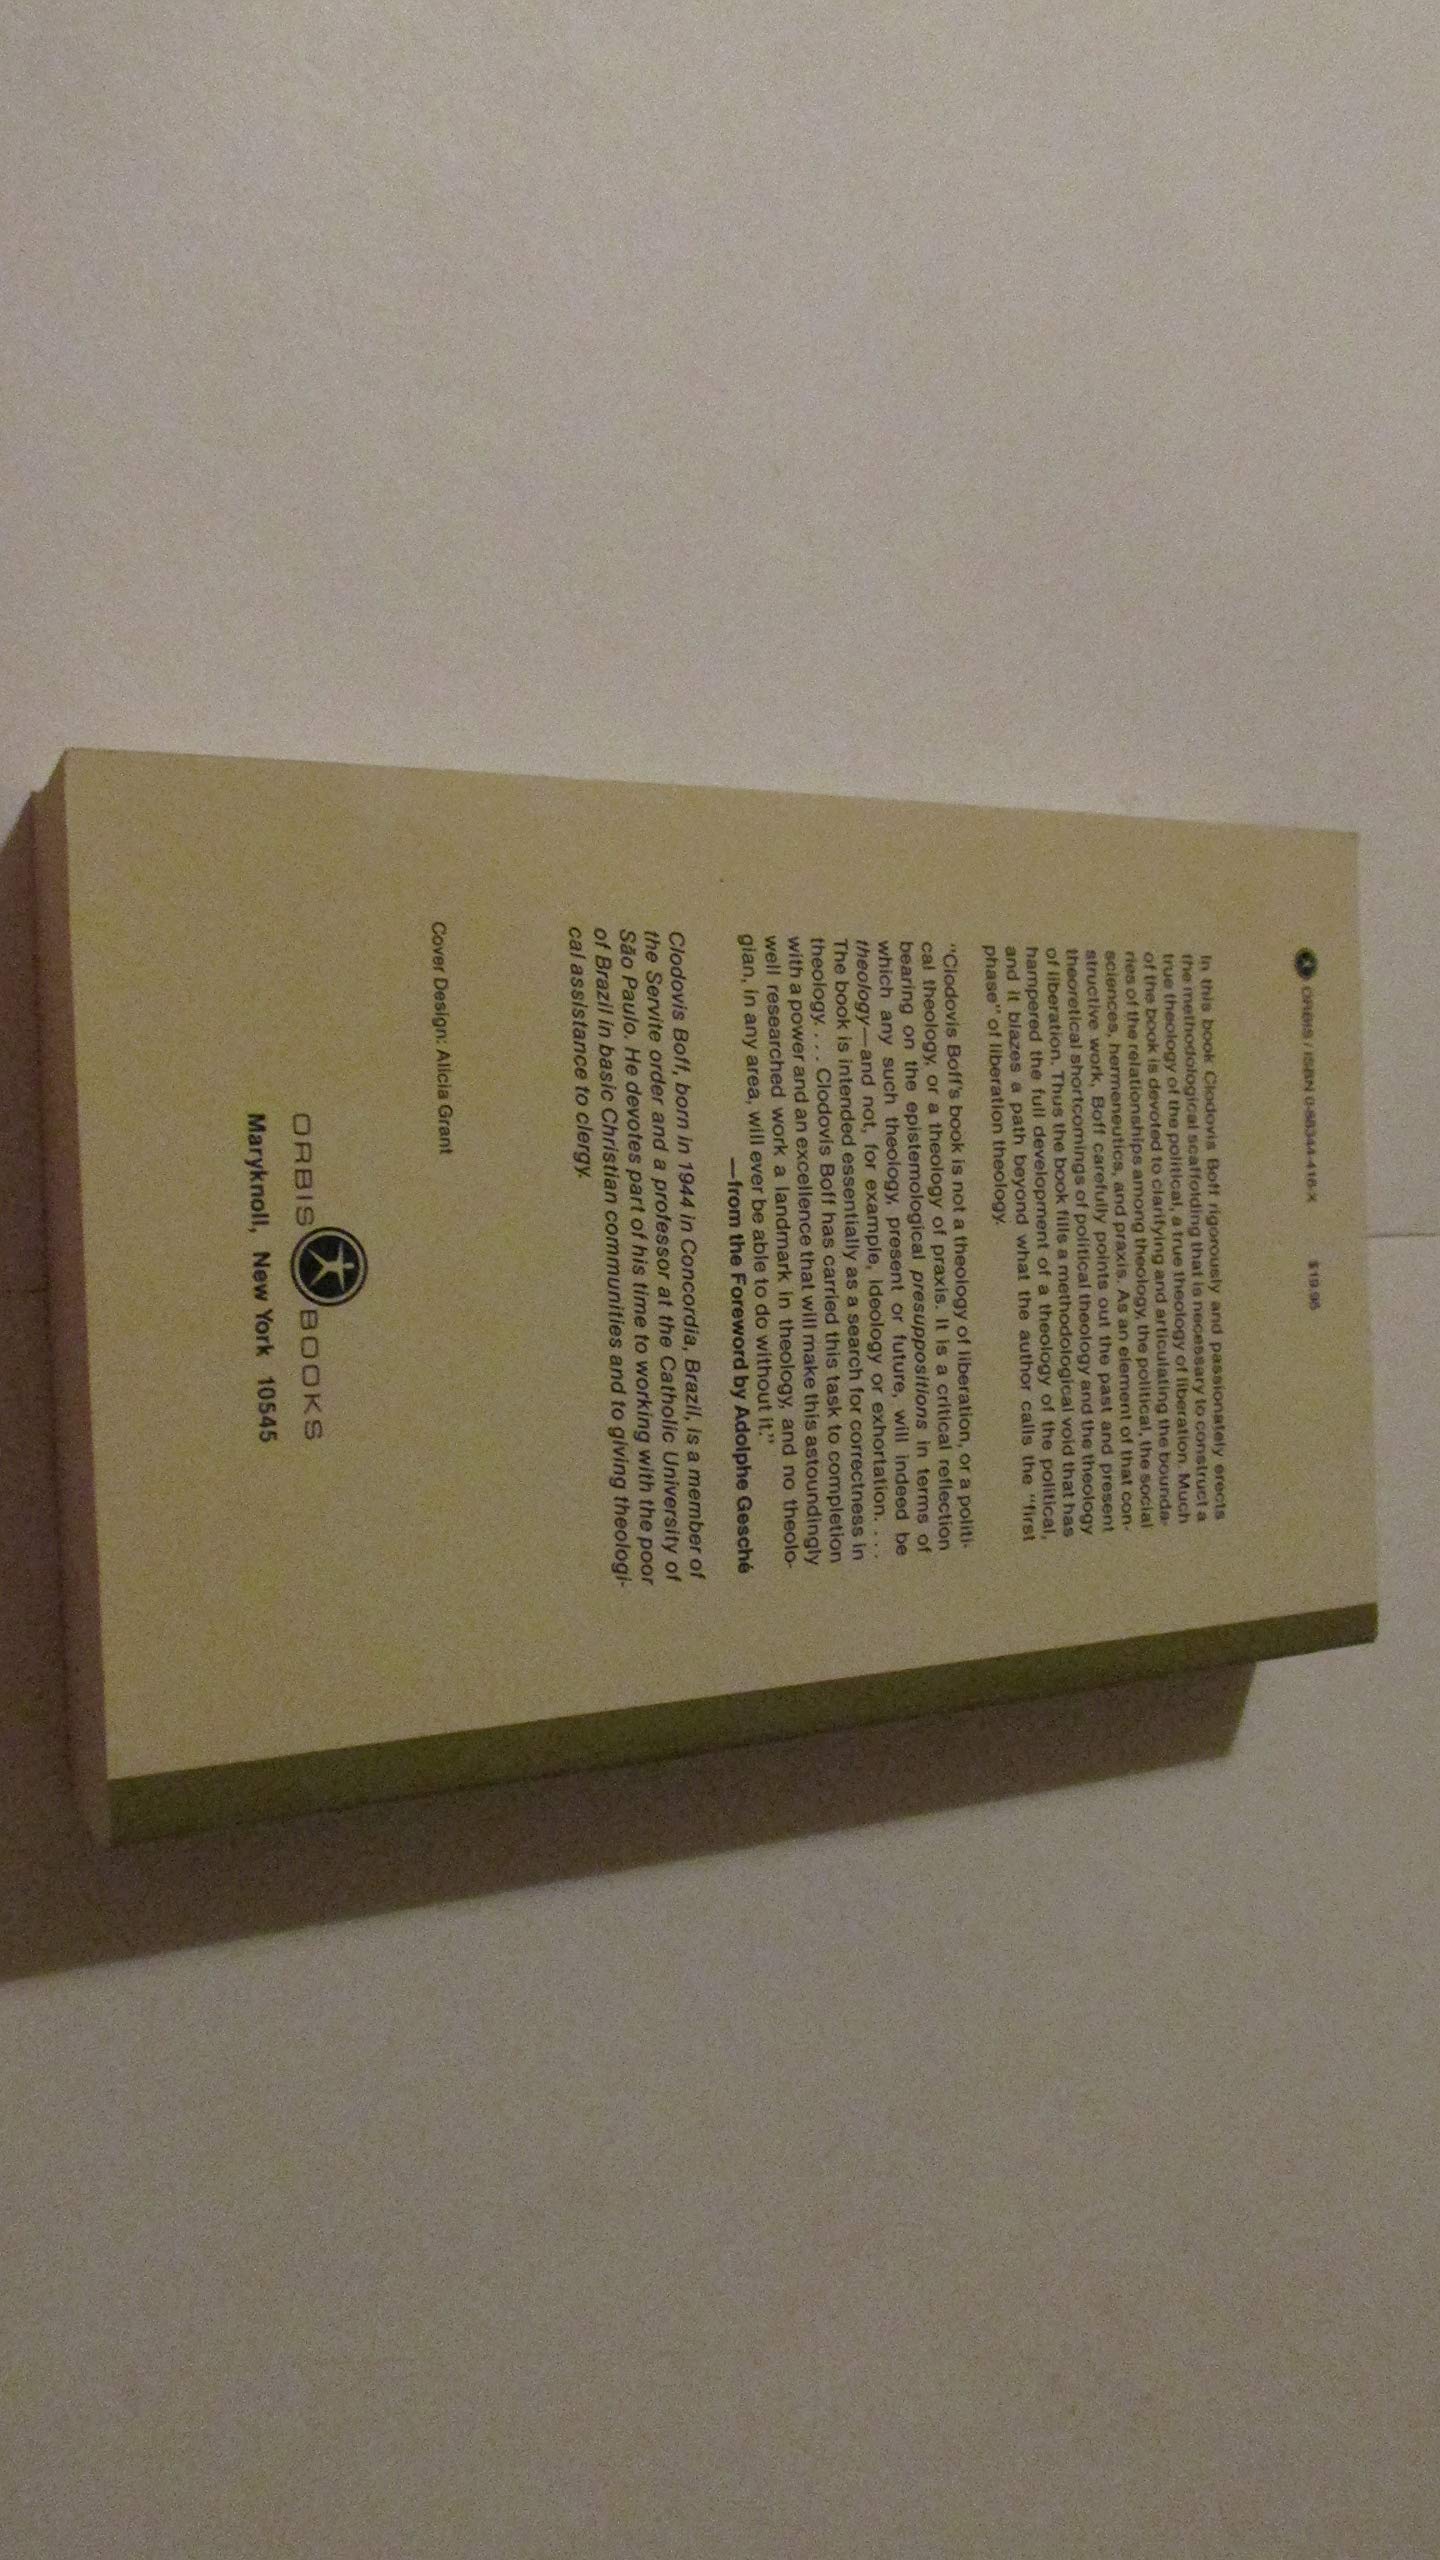 ORBIS / ISBN 0-88344-416-X $19.95
In this book Clodovis Boff rigorously and passionately erects
the methodological scaffolding that is necessary to construct a
true theology of the political, a true theology of liberation. Much
of the book is devoted to clarifying and articulating the bounda-
ries of the relationships among theology, the political, the social
sciences, hermeneutics, and praxis. As an element of that con-
structive work, Boff carefully points out the past and present
theoretical shortcomings of political theology and the theology
of liberation. Thus the book fills a methodological void that has
hampered the full development of a theology of the political,
and it blazes a path beyond what the author calls the "first
phase" of liberation theology.
"Clodovis Boff's book is not a theology of liberation, or a politi-
cal theology, or a theology of praxis. It is a critical reflection
bearing on the epistemological presuppositions in terms of
which any such theology, present or future, will indeed be
theology—and not, for example, ideology or exhortation. . . .
The book is intended essentially as a search for correctness in
theology. . . . Clodovis Boff has carried this task to completion
with a power and an excellence that will make this astoundingly
well researched work a landmark in theology, and no theolo-
gian, in any area, will ever be able to do without it."
—from the Foreword by Adolphe Gesché
Clodovis Boff, born in 1944 in Concordia, Brazil, is a member of
the Servite order and a professor at the Catholic University of
São Paulo. He devotes part of his time to working with the poor
of Brazil in basic Christian communities and to giving theologi-
cal assistance to clergy.
Cover Design: Alicia Grant
ORBIS BOOKS
Maryknoll, New York 10545